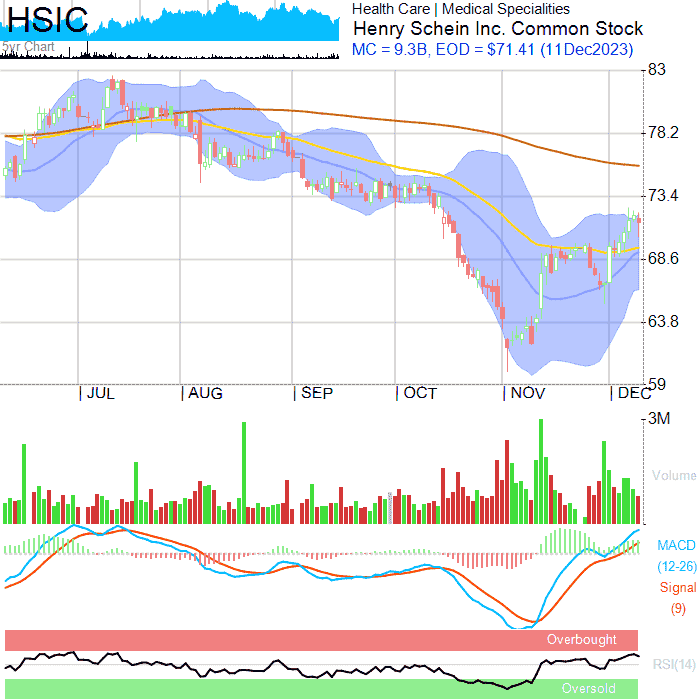 HSIC
5yr Chart
Health Care | Medical Specialities
Henry Schein Inc. Common Stock
MC = 9.3B, EOD = $71.41 (11Dec2023)
83
78.2
73.4
68.6
63.8
59
| JUL | AUG | SEP | OCT | NOV | DEC
3M
Volume
MACD
(12-26)
Signal
(9)
Overbought
RSI(14)
Oversold